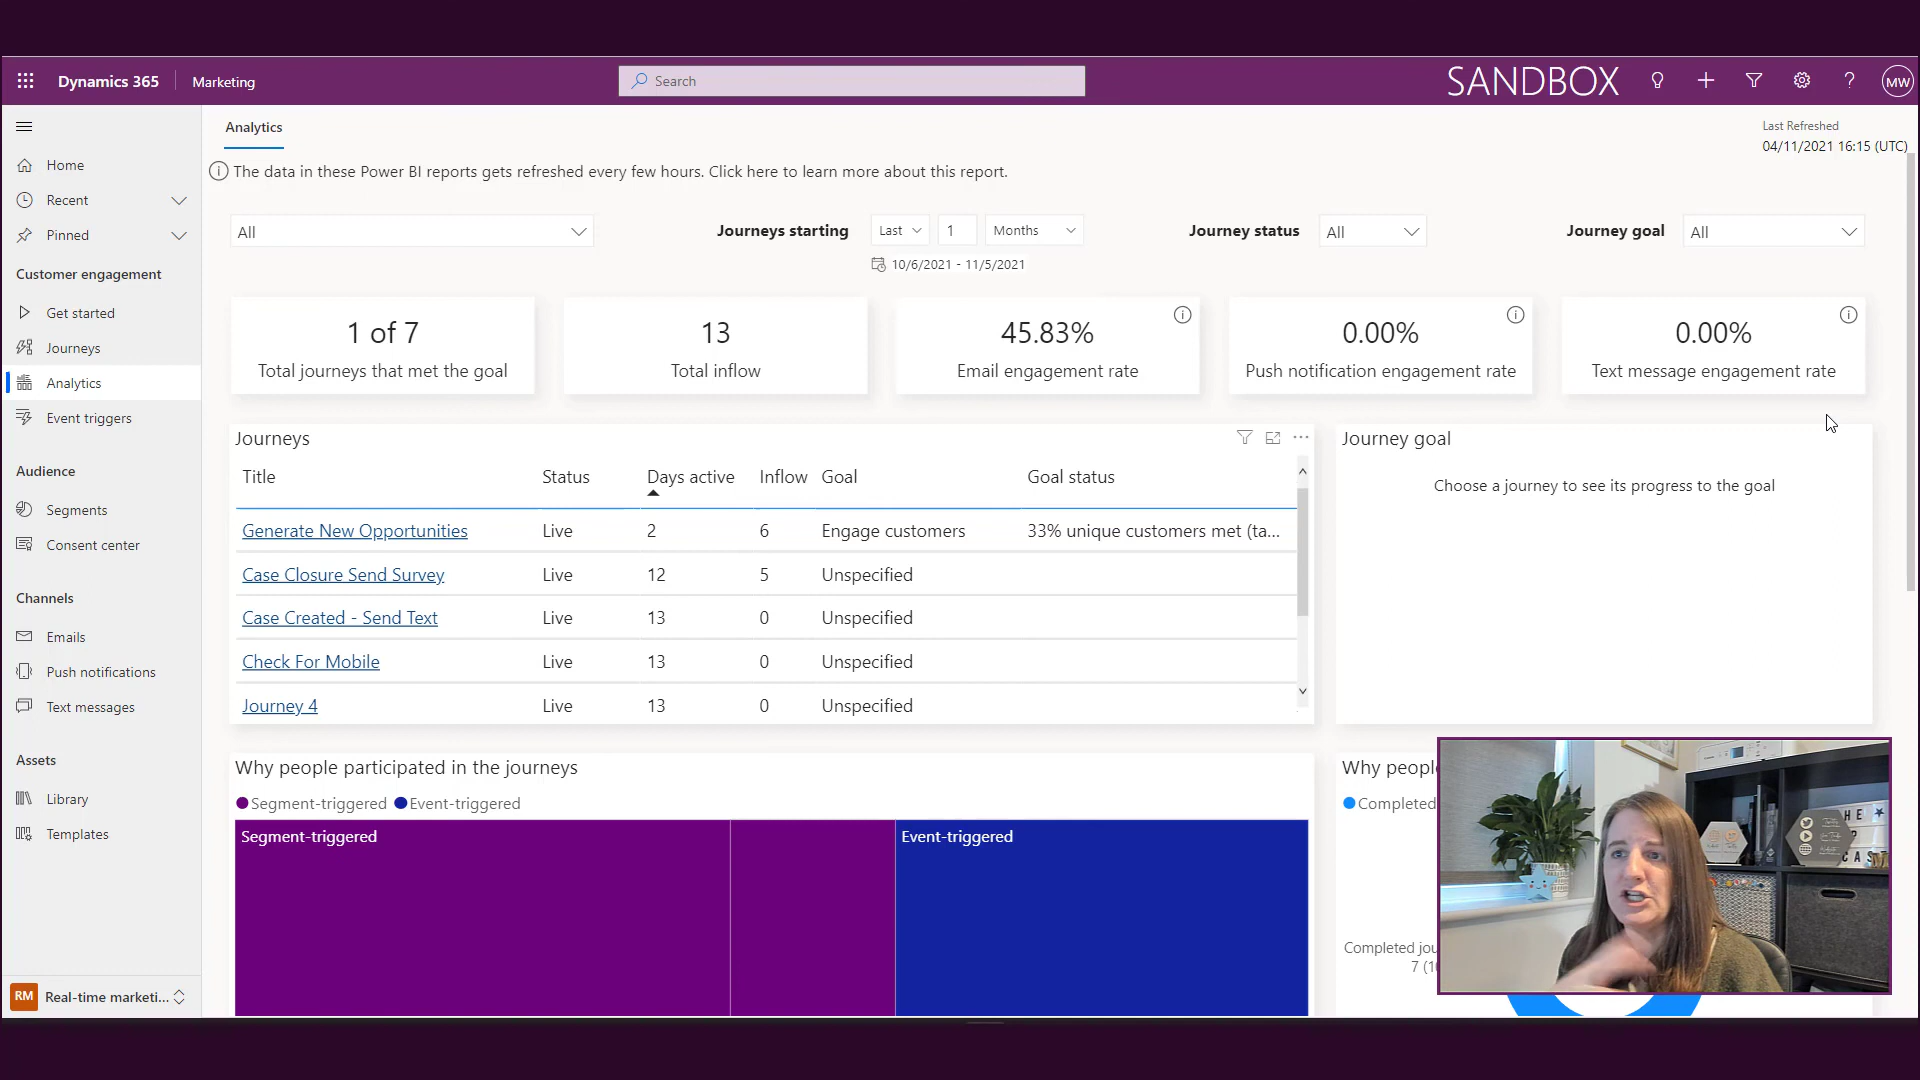 Dynamics 365
Marketing
Search
SANDBOX
MW
Home
Recent
Pinned
Customer engagement
Get started
Journeys
Analytics
Event triggers
Audience
Segments
Consent center
Channels
Emails
Push notifications
Text messages
Assets
Library
Templates
RM
Real-time marketi...
Analytics
Last Refreshed
04/11/2021 16:15 (UTC)
The data in these Power BI reports gets refreshed every few hours. Click here to learn more about this report.
All
Journeys starting
Last
1
Months
10/6/2021 - 11/5/2021
Journey status
All
Journey goal
All
1 of 7
Total journeys that met the goal
13
Total inflow
45.83%
Email engagement rate
0.00%
Push notification engagement rate
0.00%
Text message engagement rate
Journeys
Title Status Days active Inflow Goal Goal status
Generate New Opportunities Live 2 6 Engage customers 33% unique customers met (ta...
Case Closure Send Survey Live 12 5 Unspecified
Case Created - Send Text Live 13 0 Unspecified
Check For Mobile Live 13 0 Unspecified
Journey 4 Live 13 0 Unspecified
Journey goal
Choose a journey to see its progress to the goal
Why people participated in the journeys
Segment-triggered Event-triggered
Segment-triggered
Event-triggered
Why peopl
Completed
Completed jou
7 (1